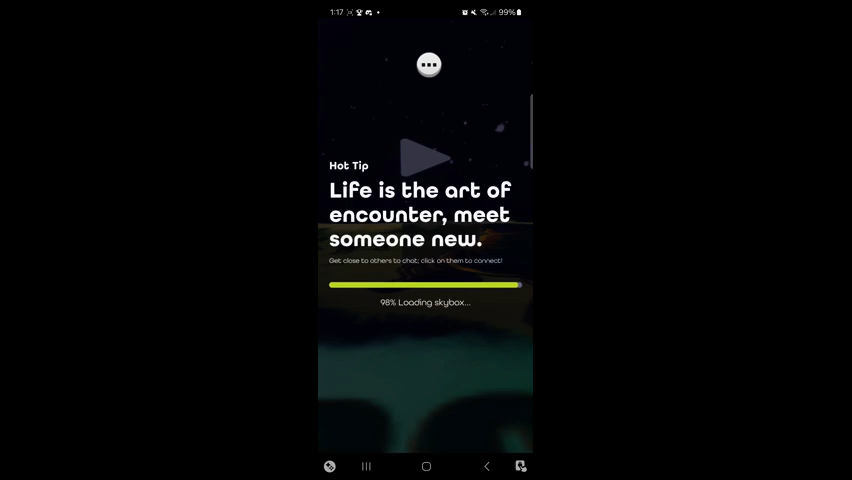 1:17
99%
Hot Tip
Life is the art of
encounter, meet
someone new.
Get close to others to chat; click on them to connect!
98% Loading skybox...